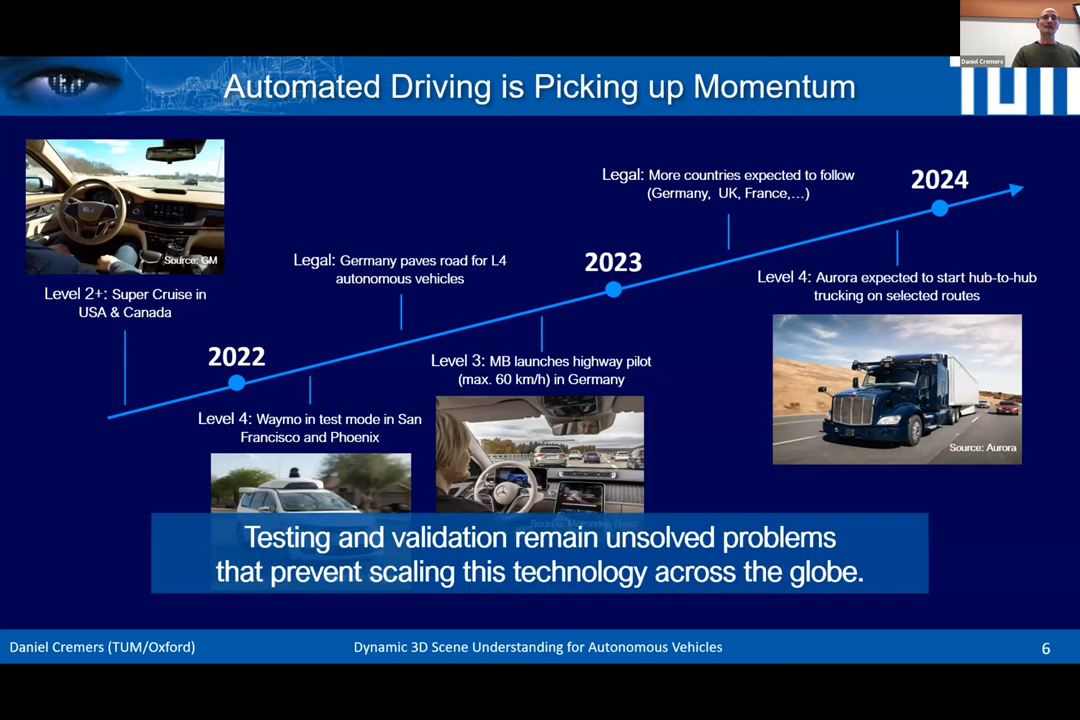 Daniel Cremers
TUM
Automated Driving is Picking up Momentum
Source: GM
Level 2+: Super Cruise in
USA & Canada
Legal: Germany paves road for L4
autonomous vehicles
Legal: More countries expected to follow
(Germany, UK, France,...)
2022
2023
2024
Level 4: Waymo in test mode in San
Francisco and Phoenix
Level 3: MB launches highway pilot
(max. 60 km/h) in Germany
Source: Mercedes-Benz
Level 4: Aurora expected to start hub-to-hub
trucking on selected routes
Source: Aurora
Testing and validation remain unsolved problems
that prevent scaling this technology across the globe.
Daniel Cremers (TUM/Oxford)
Dynamic 3D Scene Understanding for Autonomous Vehicles
6